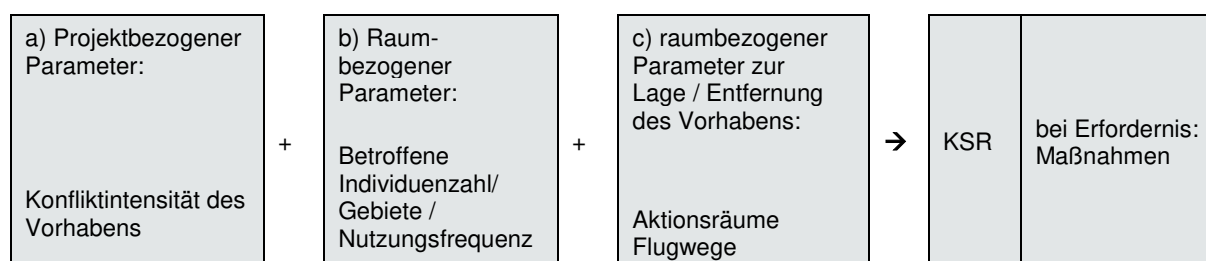 a) Projektbezogener
Parameter:
Konfliktintensität des
Vorhabens
+
b) Raum-
bezogener
Parameter:
Betroffene
Individuenzahl/
Gebiete /
Nutzungsfrequenz
+
c) raumbezogener
Parameter zur
Lage / Entfernung
des Vorhabens:
Aktionsräume
Flugwege
→
KSR
bei Erfordernis:
Maßnahmen